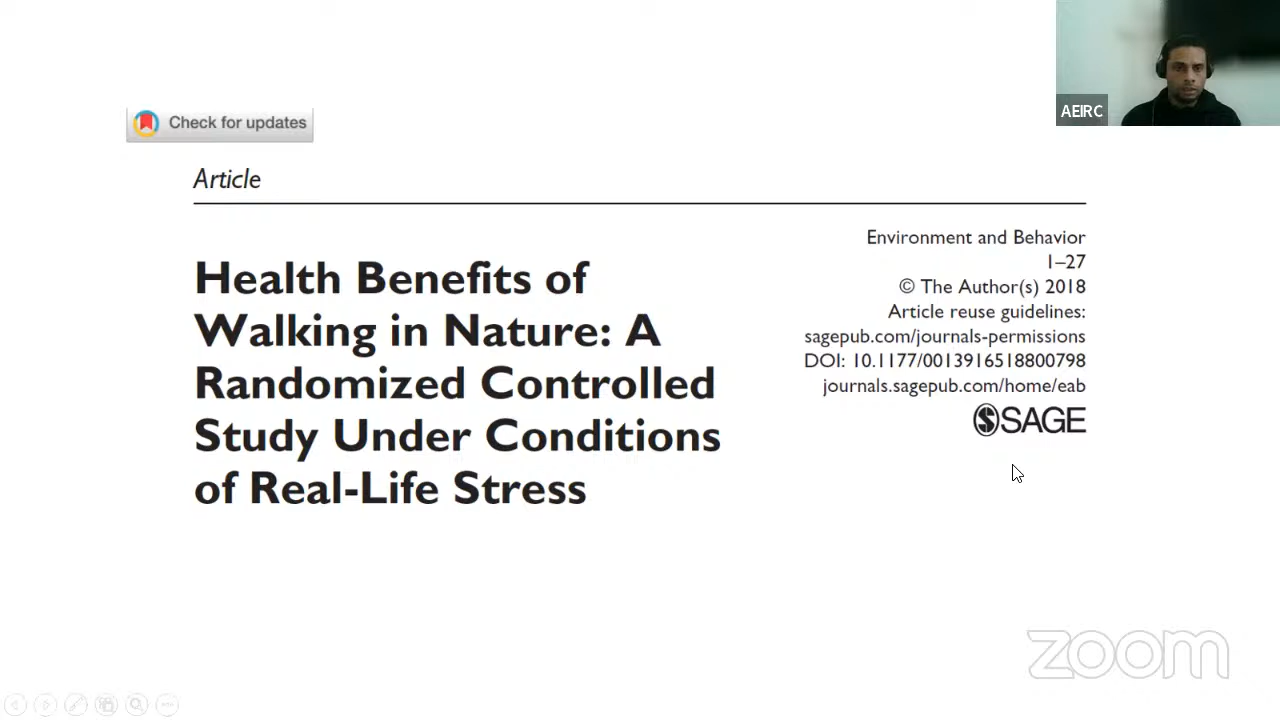 AEIRC
Check for updates
Article
Health Benefits of
Walking in Nature: A
Randomized Controlled
Study Under Conditions
of Real-Life Stress
Environment and Behavior
1–27
© The Author(s) 2018
Article reuse guidelines:
sagepub.com/journals-permissions
DOI: 10.1177/0013916518800798
journals.sagepub.com/home/eab
SAGE
zoom